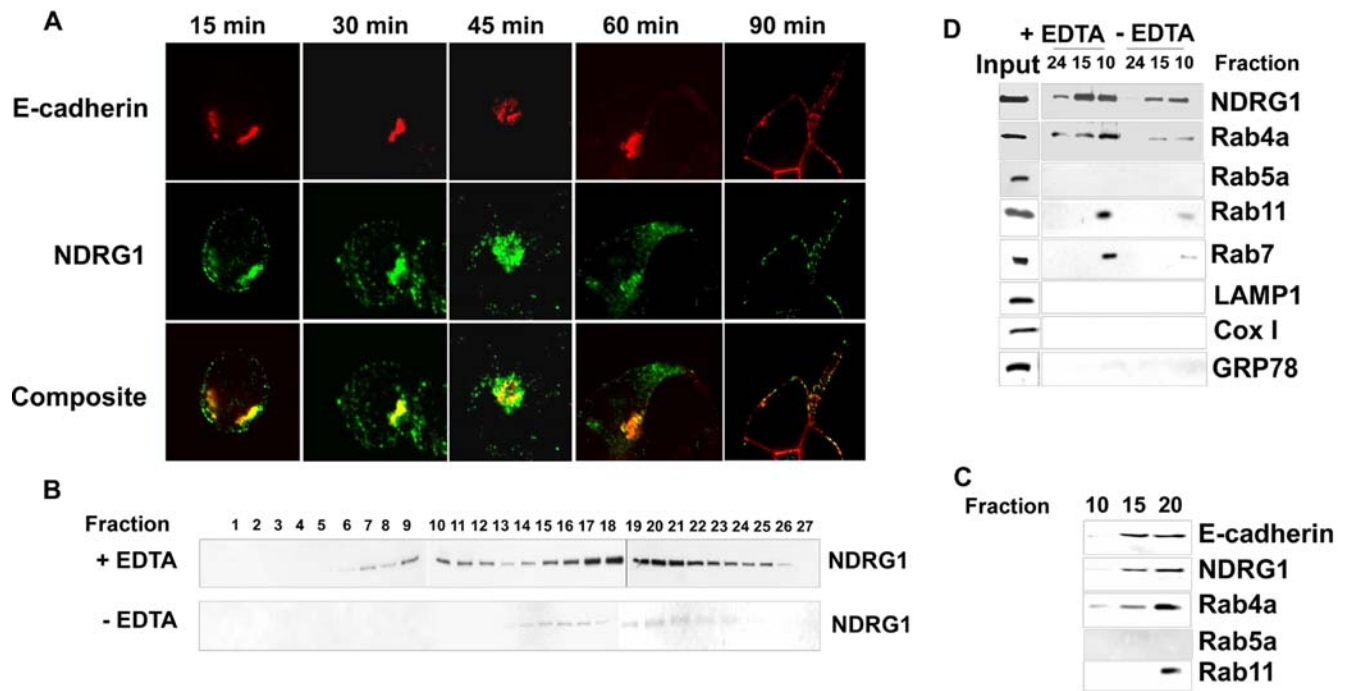 A
15 min 30 min 45 min 60 min 90 min
E-cadherin
NDRG1
Composite
B
Fraction 1 2 3 4 5 6 7 8 9 10 11 12 13 14 15 16 17 18 19 20 21 22 23 24 25 26 27
+ EDTA NDRG1
- EDTA NDRG1
D
+ EDTA - EDTA
Input 24 15 10 24 15 10 Fraction
NDRG1
Rab4a
Rab5a
Rab11
Rab7
LAMP1
Cox I
GRP78
C
Fraction 10 15 20
E-cadherin
NDRG1
Rab4a
Rab5a
Rab11